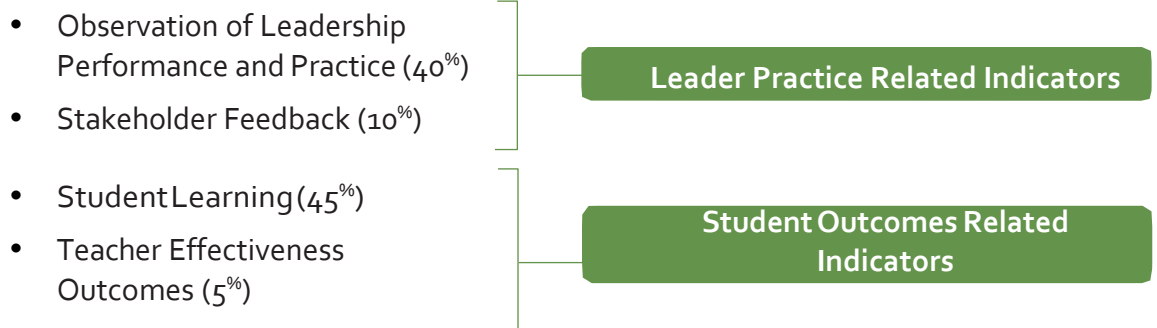 • Observation of Leadership
Performance and Practice (40%)
• Stakeholder Feedback (10%)
Leader Practice Related Indicators
• Student Learning (45%)
• Teacher Effectiveness
Outcomes (5%)
Student Outcomes Related
Indicators